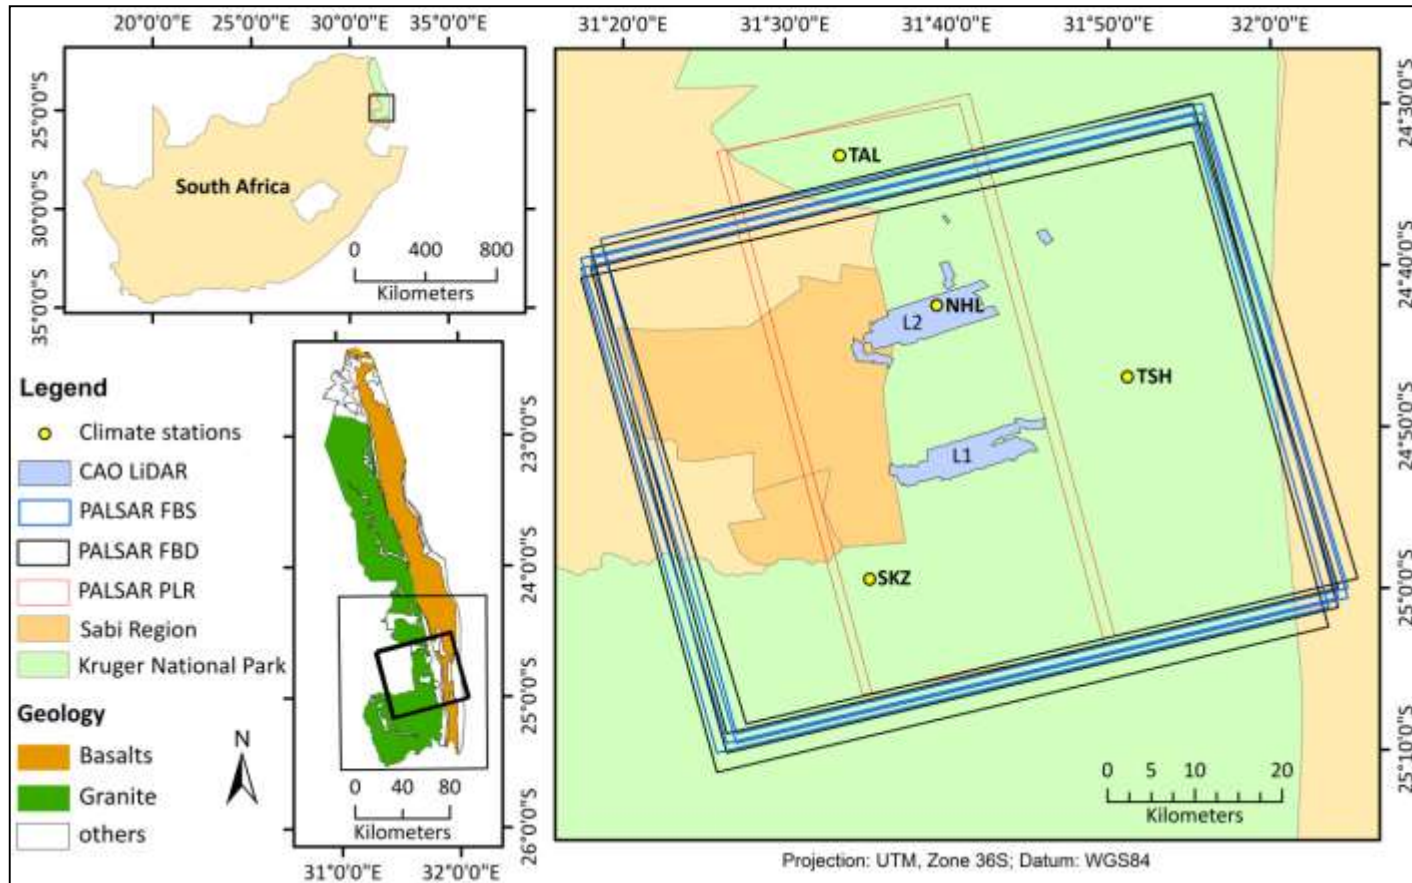 20°0'0"E 25°0'0"E 30°0'0"E 35°0'0"E
25°0'0"S
30°0'0"S
35°0'0"S
South Africa
0 400 800
Kilometers
Legend
Climate stations
CAO LiDAR
PALSAR FBS
PALSAR FBD
PALSAR PLR
Sabi Region
Kruger National Park
Geology
Basalts
Granite
others
N
23°0'0"S
24°0'0"S
25°0'0"S
26°0'0"S
0 40 80
Kilometers
31°0'0"E 32°0'0"E
31°20'0"E 31°30'0"E 31°40'0"E 31°50'0"E 32°0'0"E
24°30'0"S
24°40'0"S
24°50'0"S
25°0'0"S
25°10'0"S
TAL
NHL
L2
TSH
L1
SKZ
0 5 10 20
Kilometers
Projection: UTM, Zone 36S; Datum: WGS84